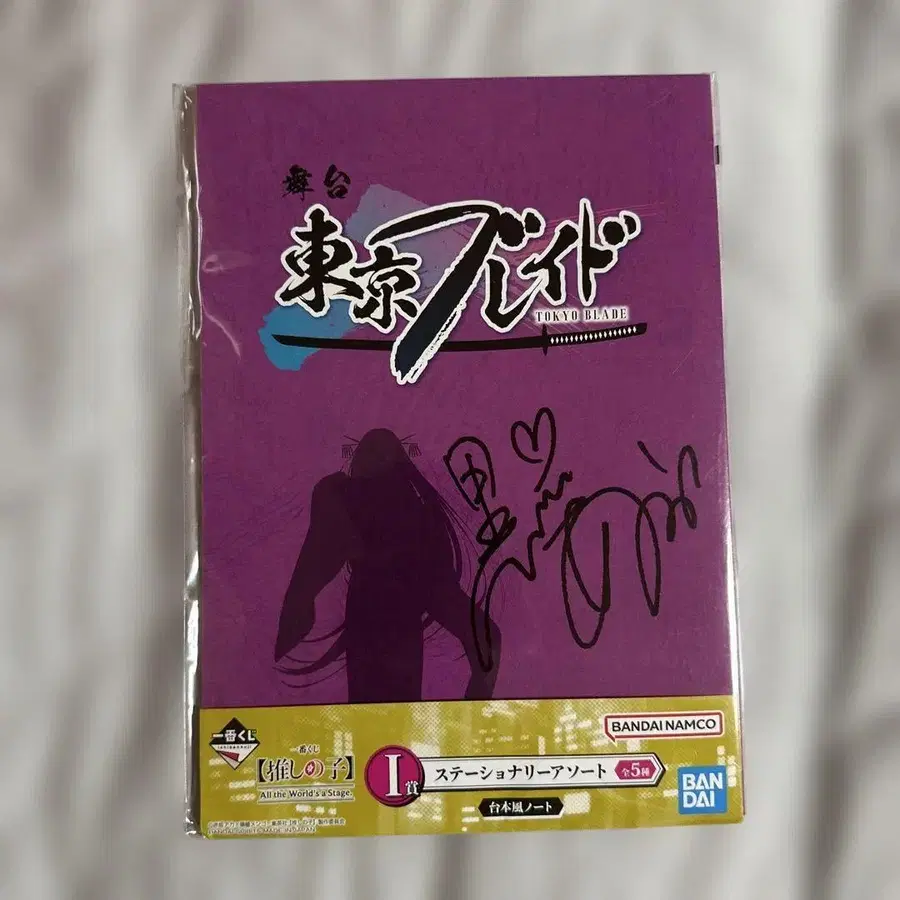 舞台
東京ブレイド
TOKYO BLADE
一番くじ
一番くじ
【推しの子】
All the World's a Stage.
I賞
ステーショナリーアソート
全5種
台本風ノート
BANDAI NAMCO
BAN
DAI